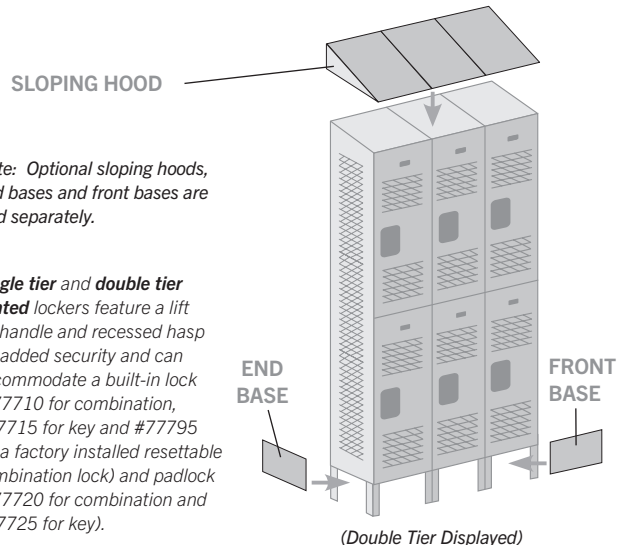 SLOPING HOOD
te: Optional sloping hoods,
d bases and front bases are
d separately.
gle tier and double tier
ted lockers feature a lift
handle and recessed hasp
added security and can
commodate a built-in lock
77710 for combination,
7715 for key and #77795
a factory installed resettable
mbination lock) and padlock
77720 for combination and
7725 for key).
END
BASE
FRONT
BASE
(Double Tier Displayed)